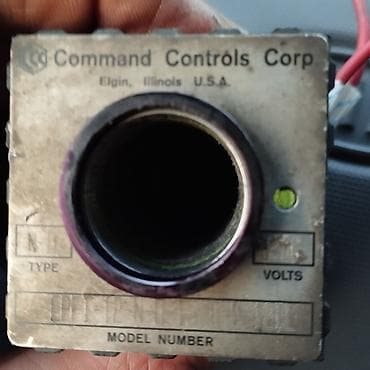 Command Controls Corp
Elgin, Illinois U.S.A.
N
TYPE
VOLTS
MODEL NUMBER